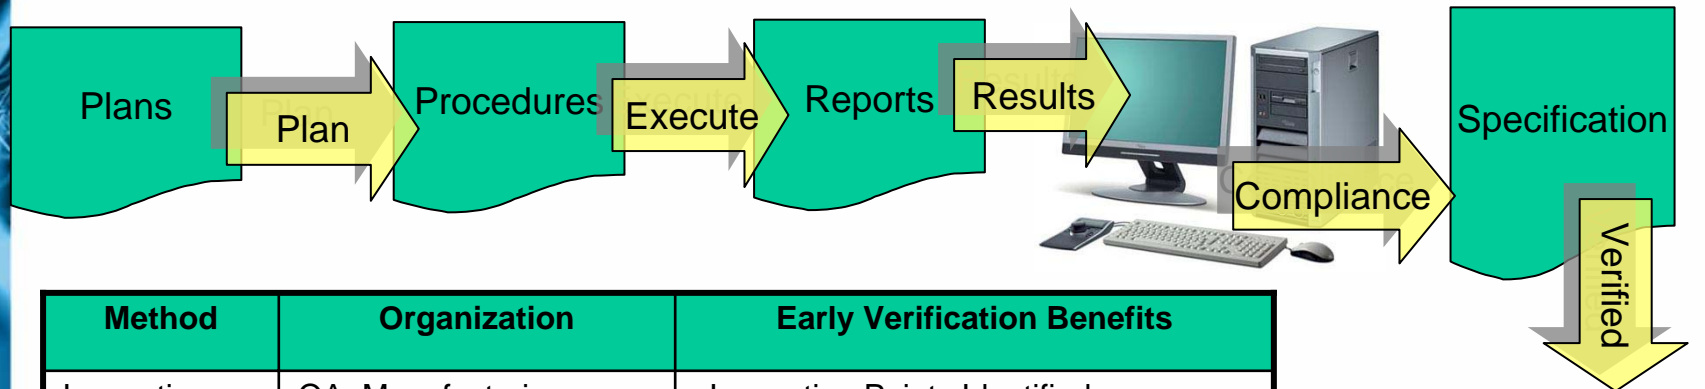 Plans
Plan
Procedures
Execute
Reports
Results
Compliance
Specification
Verified
Method Organization Early Verification Benefits